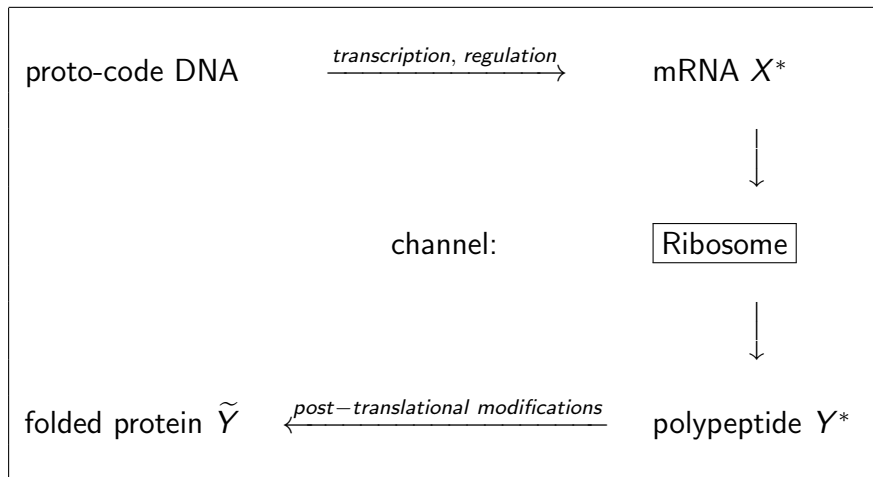 transcription, regulation
proto-code DNA mRNA X*
channel: Ribosome
post−translational modifications
folded protein Ỹ polypeptide Y*